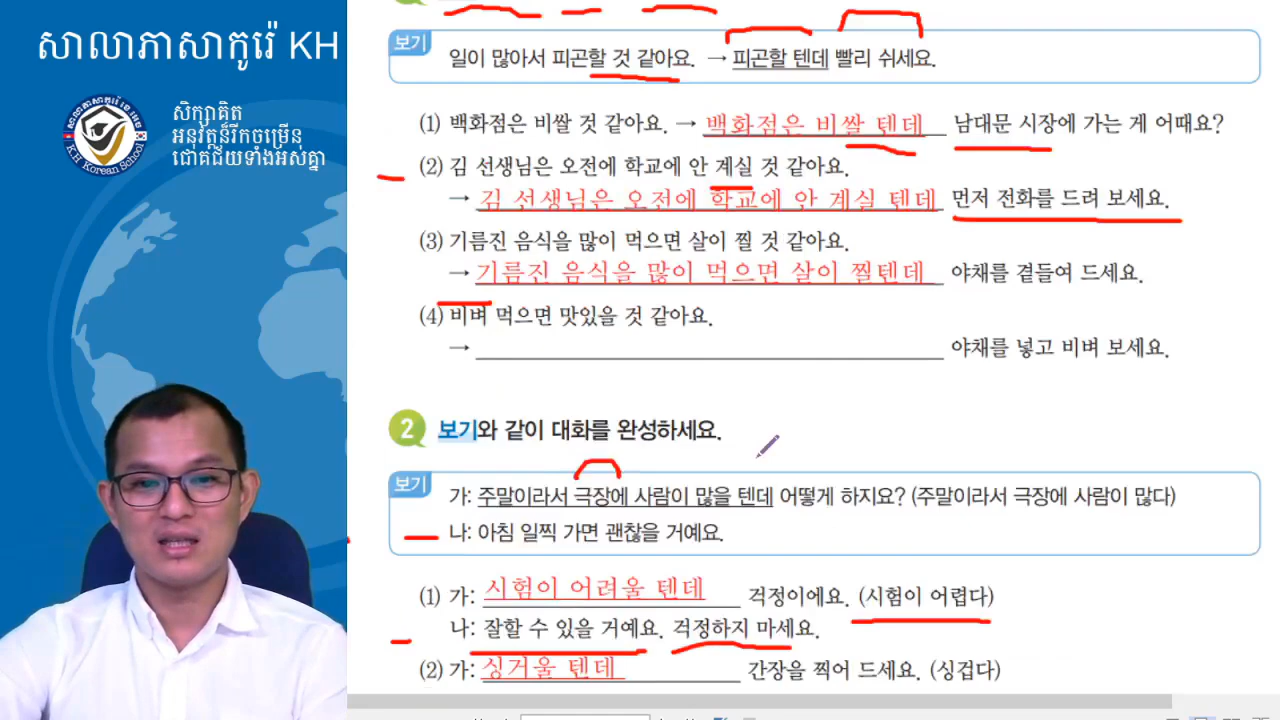 សាលាភាសាកូរ៉េ KH
សិក្សាគិត
អនុវត្តន៍រីកចម្រើន
ជោគជ័យទាំងអស់គ្នា
K.H Korean School
보기
일이 많아서 피곤할 것 같아요. → 피곤할 텐데 빨리 쉬세요.
(1) 백화점은 비쌀 것 같아요. → 백화점은 비쌀 텐데 남대문 시장에 가는 게 어때요?
(2) 김 선생님은 오전에 학교에 안 계실 것 같아요.
→ 김 선생님은 오전에 학교에 안 계실 텐데 먼저 전화를 드려 보세요.
(3) 기름진 음식을 많이 먹으면 살이 찔 것 같아요.
→ 기름진 음식을 많이 먹으면 살이 찔텐데 야채를 곁들여 드세요.
(4) 비벼 먹으면 맛있을 것 같아요.
→ 야채를 넣고 비벼 보세요.
2 보기와 같이 대화를 완성하세요.
보기
가: 주말이라서 극장에 사람이 많을 텐데 어떻게 하지요? (주말이라서 극장에 사람이 많다)
나: 아침 일찍 가면 괜찮을 거예요.
(1) 가: 시험이 어려울 텐데 걱정이에요. (시험이 어렵다)
나: 잘할 수 있을 거예요. 걱정하지 마세요.
(2) 가: 싱거울 텐데 간장을 찍어 드세요. (싱겁다)